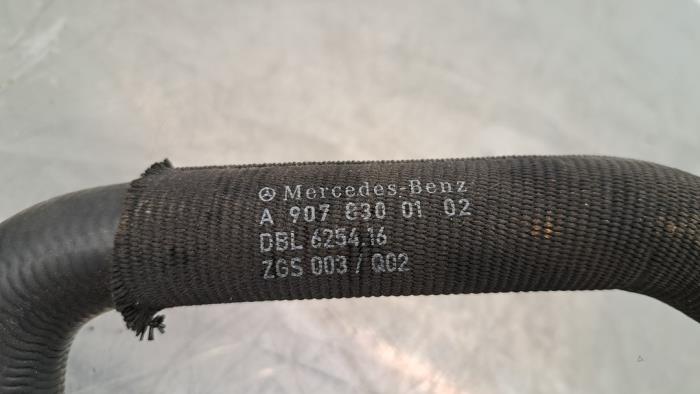 Mercedes-Benz
A 907 830 01 02
DBL 6254.16
ZGS 003 / Q02